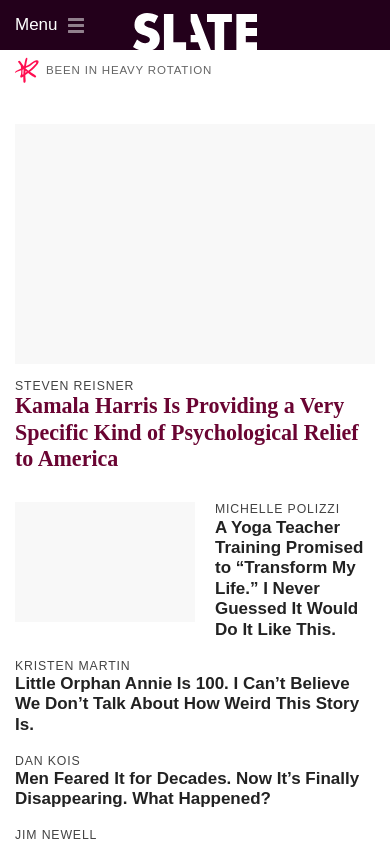 Menu
SLATE
BEEN IN HEAVY ROTATION
STEVEN REISNER
Kamala Harris Is Providing a Very
Specific Kind of Psychological Relief
to America
MICHELLE POLIZZI
A Yoga Teacher
Training Promised
to “Transform My
Life.” I Never
Guessed It Would
Do It Like This.
KRISTEN MARTIN
Little Orphan Annie Is 100. I Can’t Believe
We Don’t Talk About How Weird This Story
Is.
DAN KOIS
Men Feared It for Decades. Now It’s Finally
Disappearing. What Happened?
JIM NEWELL